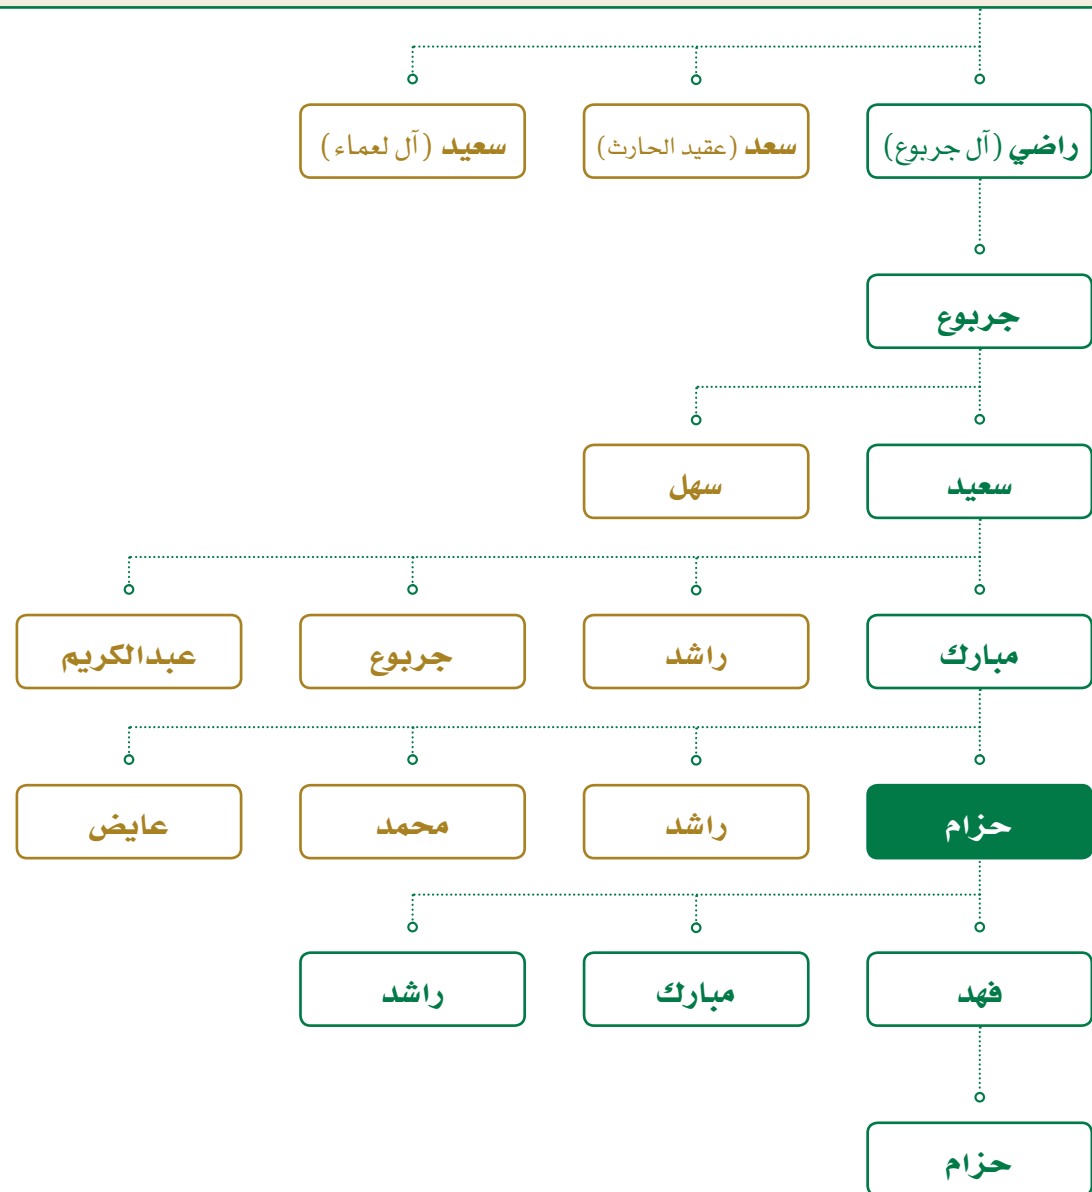 راضي (آل جربوع)
سعد (عقيد الحارث)
سعيد (آل لعماء)
جربوع
سعيد
سهل
مبارك
راشد
جربوع
عبدالكريم
حزام
راشد
محمد
عايض
فهد
مبارك
راشد
حزام